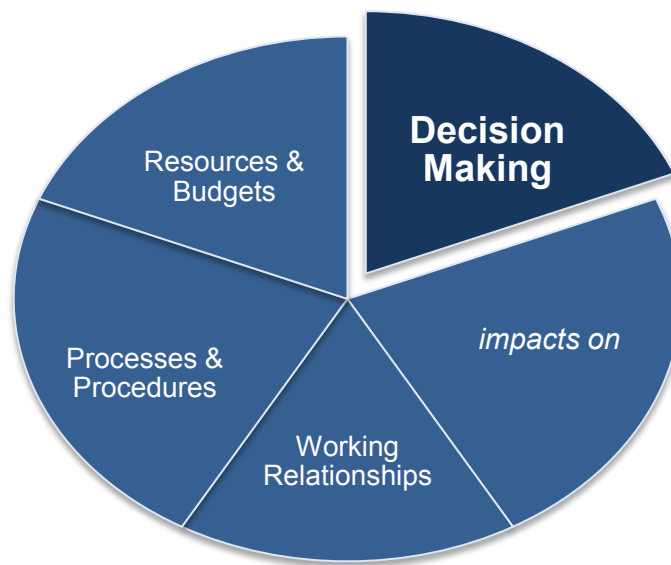 Decision
Making
impacts on
Working
Relationships
Processes &
Procedures
Resources &
Budgets